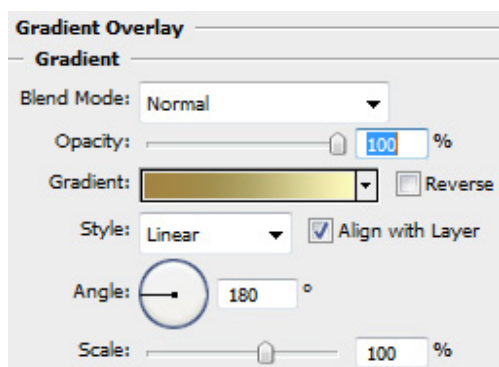 Gradient Overlay
Gradient
Blend Mode: Normal
Opacity: 100 %
Gradient: Reverse
Style: Linear Align with Layer
Angle: 180 °
Scale: 100 %